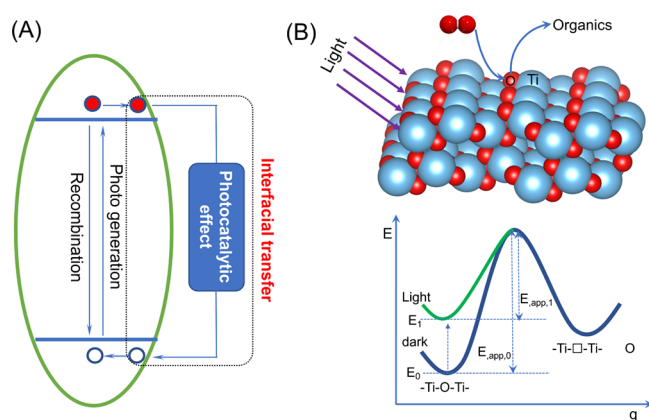 (A)
Recombination
Photo generation
Photocatalytic
effect
Interfacial transfer
(B)
Light
Organics
O
Ti
E
Light
E₁
dark
E₀
E,app,1
E,app,0
-Ti-O-Ti-
-Ti-□-Ti-
O
q